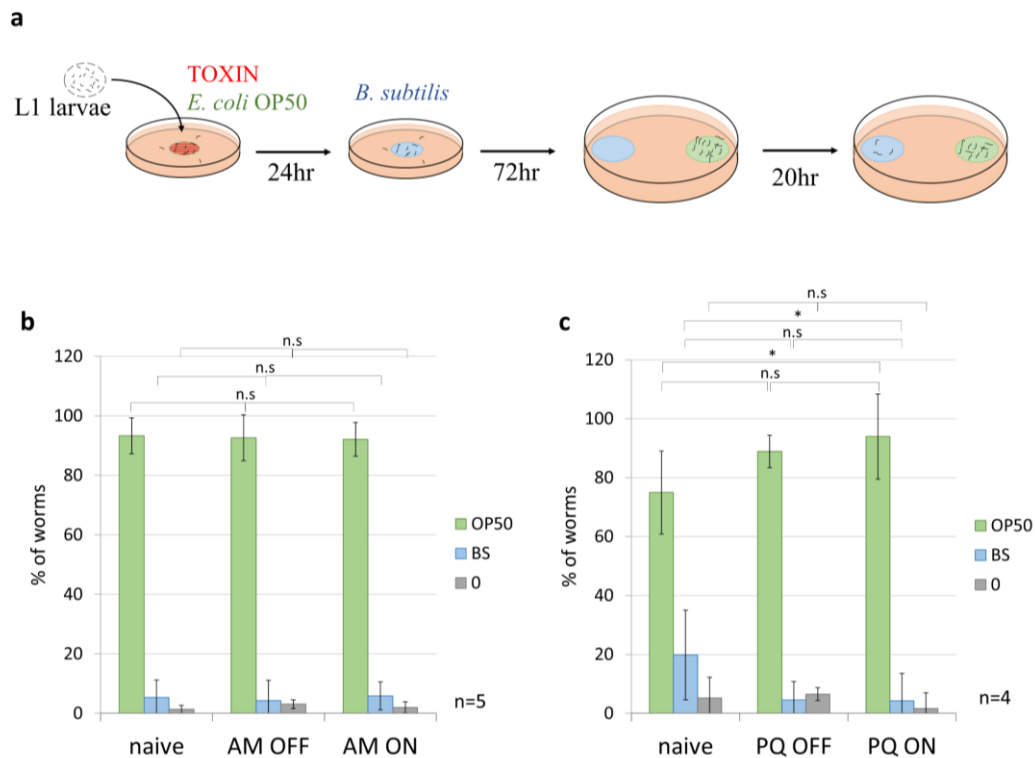 a
TOXIN
E. coli OP50
B. subtilis
L1 larvae
24hr
72hr
20hr
b
n.s
n.s
n.s
120
100
80
60
40
20
0
% of worms
naive
AM OFF
AM ON
OP50
BS
0
n=5
c
n.s
*
n.s
*
n.s
120
100
80
60
40
20
0
% of worms
naive
PQ OFF
PQ ON
OP50
BS
0
n=4